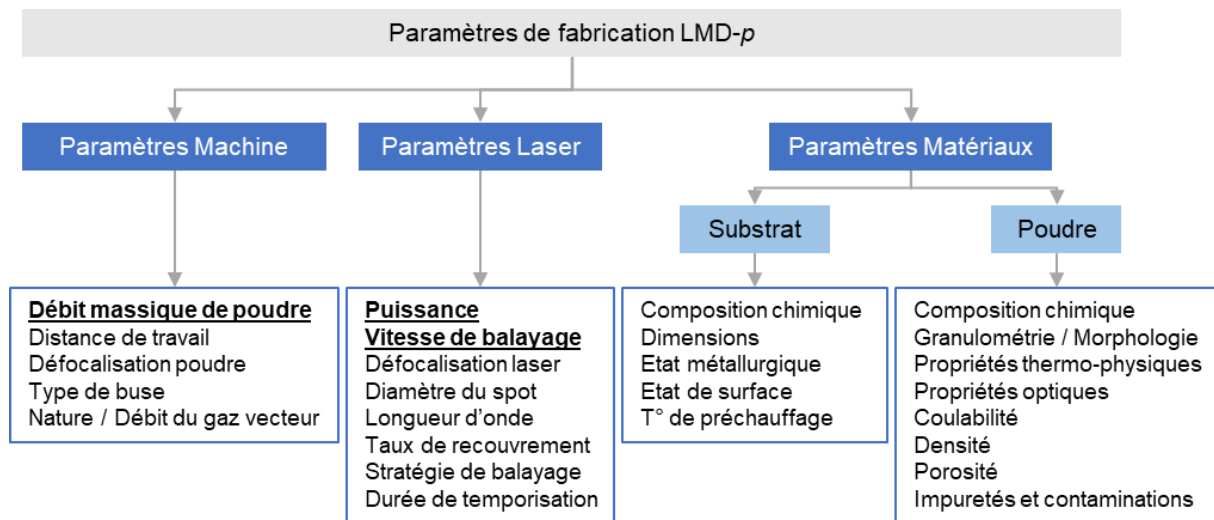 Paramètres de fabrication LMD-p
Paramètres Machine
Paramètres Laser
Paramètres Matériaux
Substrat
Poudre
Débit massique de poudre
Distance de travail
Défocalisation poudre
Type de buse
Nature / Débit du gaz vecteur
Puissance
Vitesse de balayage
Défocalisation laser
Diamètre du spot
Longueur d’onde
Taux de recouvrement
Stratégie de balayage
Durée de temporisation
Composition chimique
Dimensions
Etat métallurgique
Etat de surface
T° de préchauffage
Composition chimique
Granulométrie / Morphologie
Propriétés thermo-physiques
Propriétés optiques
Coulabilité
Densité
Porosité
Impuretés et contaminations